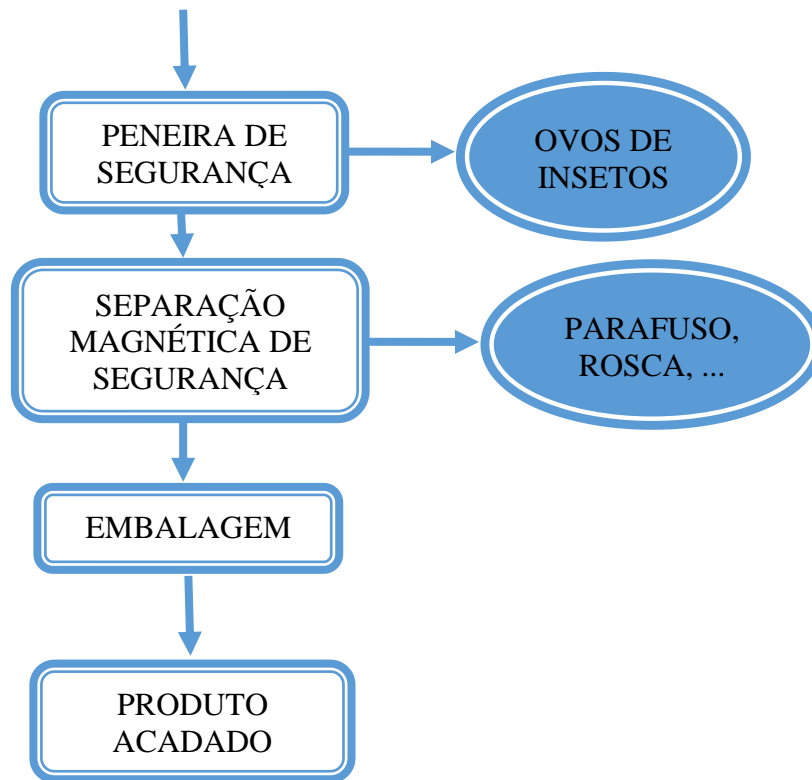 PENEIRA DE
SEGURANÇA
OVOS DE
INSETOS
SEPARAÇÃO
MAGNÉTICA DE
SEGURANÇA
PARAFUSO,
ROSCA, ...
EMBALAGEM
PRODUTO
ACADADO